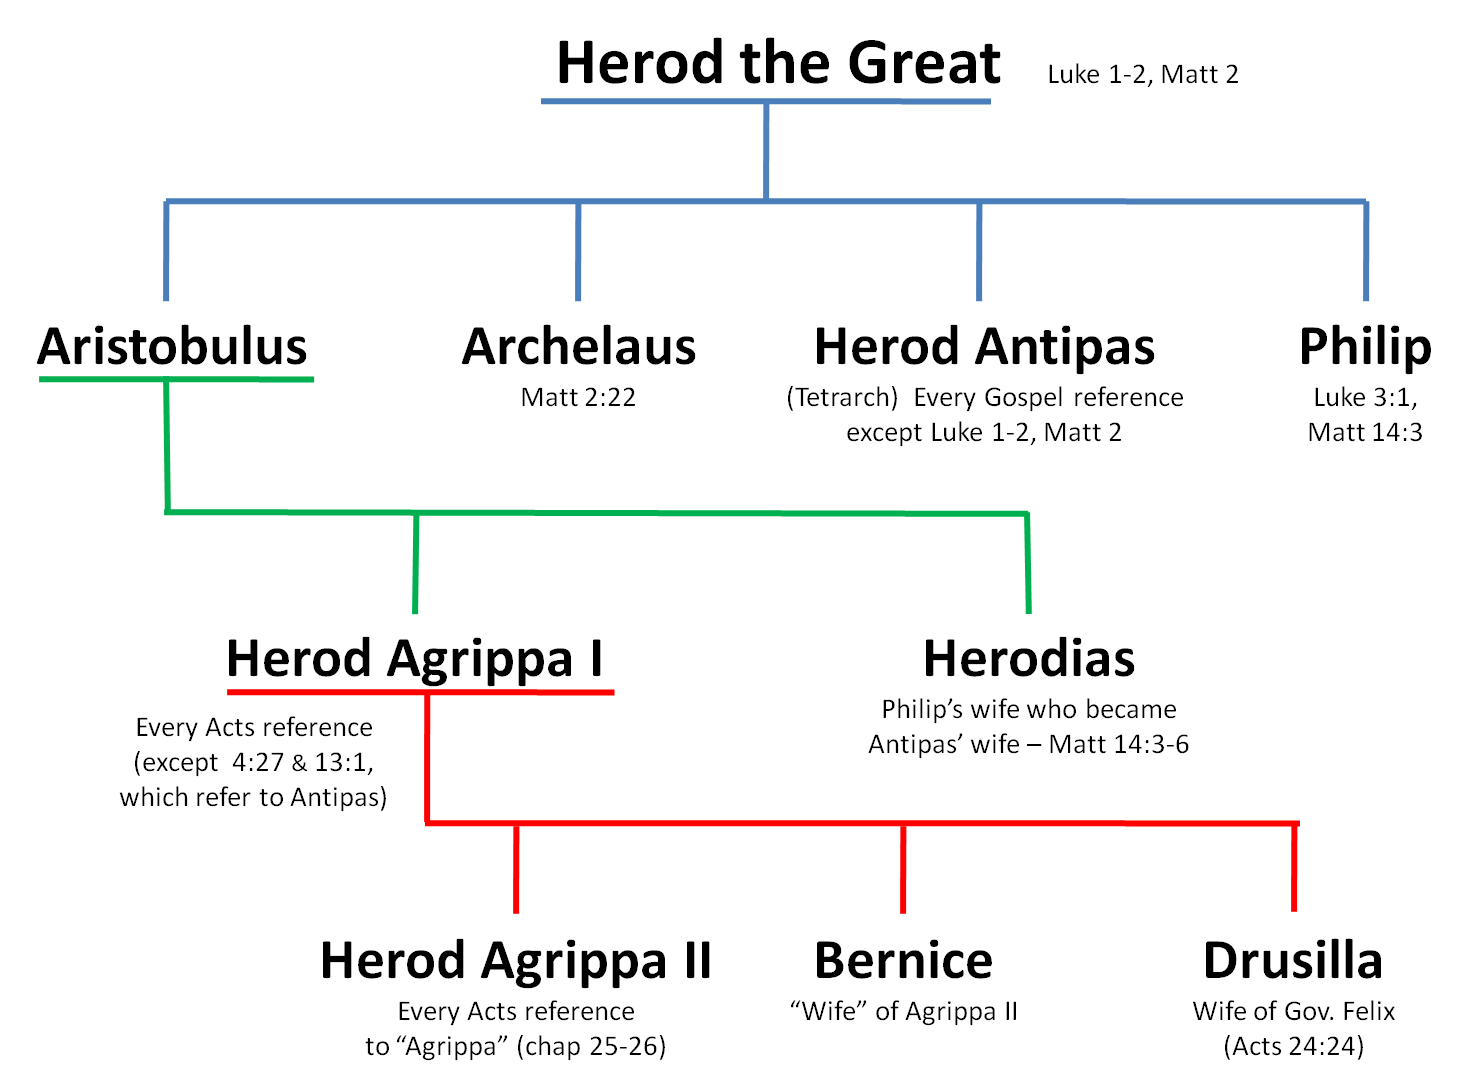 Herod the Great
Luke 1-2, Matt 2
Aristobulus
Archelaus
Matt 2:22
Herod Antipas
(Tetrarch)  Every Gospel reference
except Luke 1-2, Matt 2
Philip
Luke 3:1,
Matt 14:3
Herod Agrippa I
Every Acts reference
(except  4:27 & 13:1,
which refer to Antipas)
Herodias
Philip’s wife who became
Antipas’ wife – Matt 14:3-6
Herod Agrippa II
Every Acts reference
to “Agrippa” (chap 25-26)
Bernice
“Wife” of Agrippa II
Drusilla
Wife of Gov. Felix
(Acts 24:24)